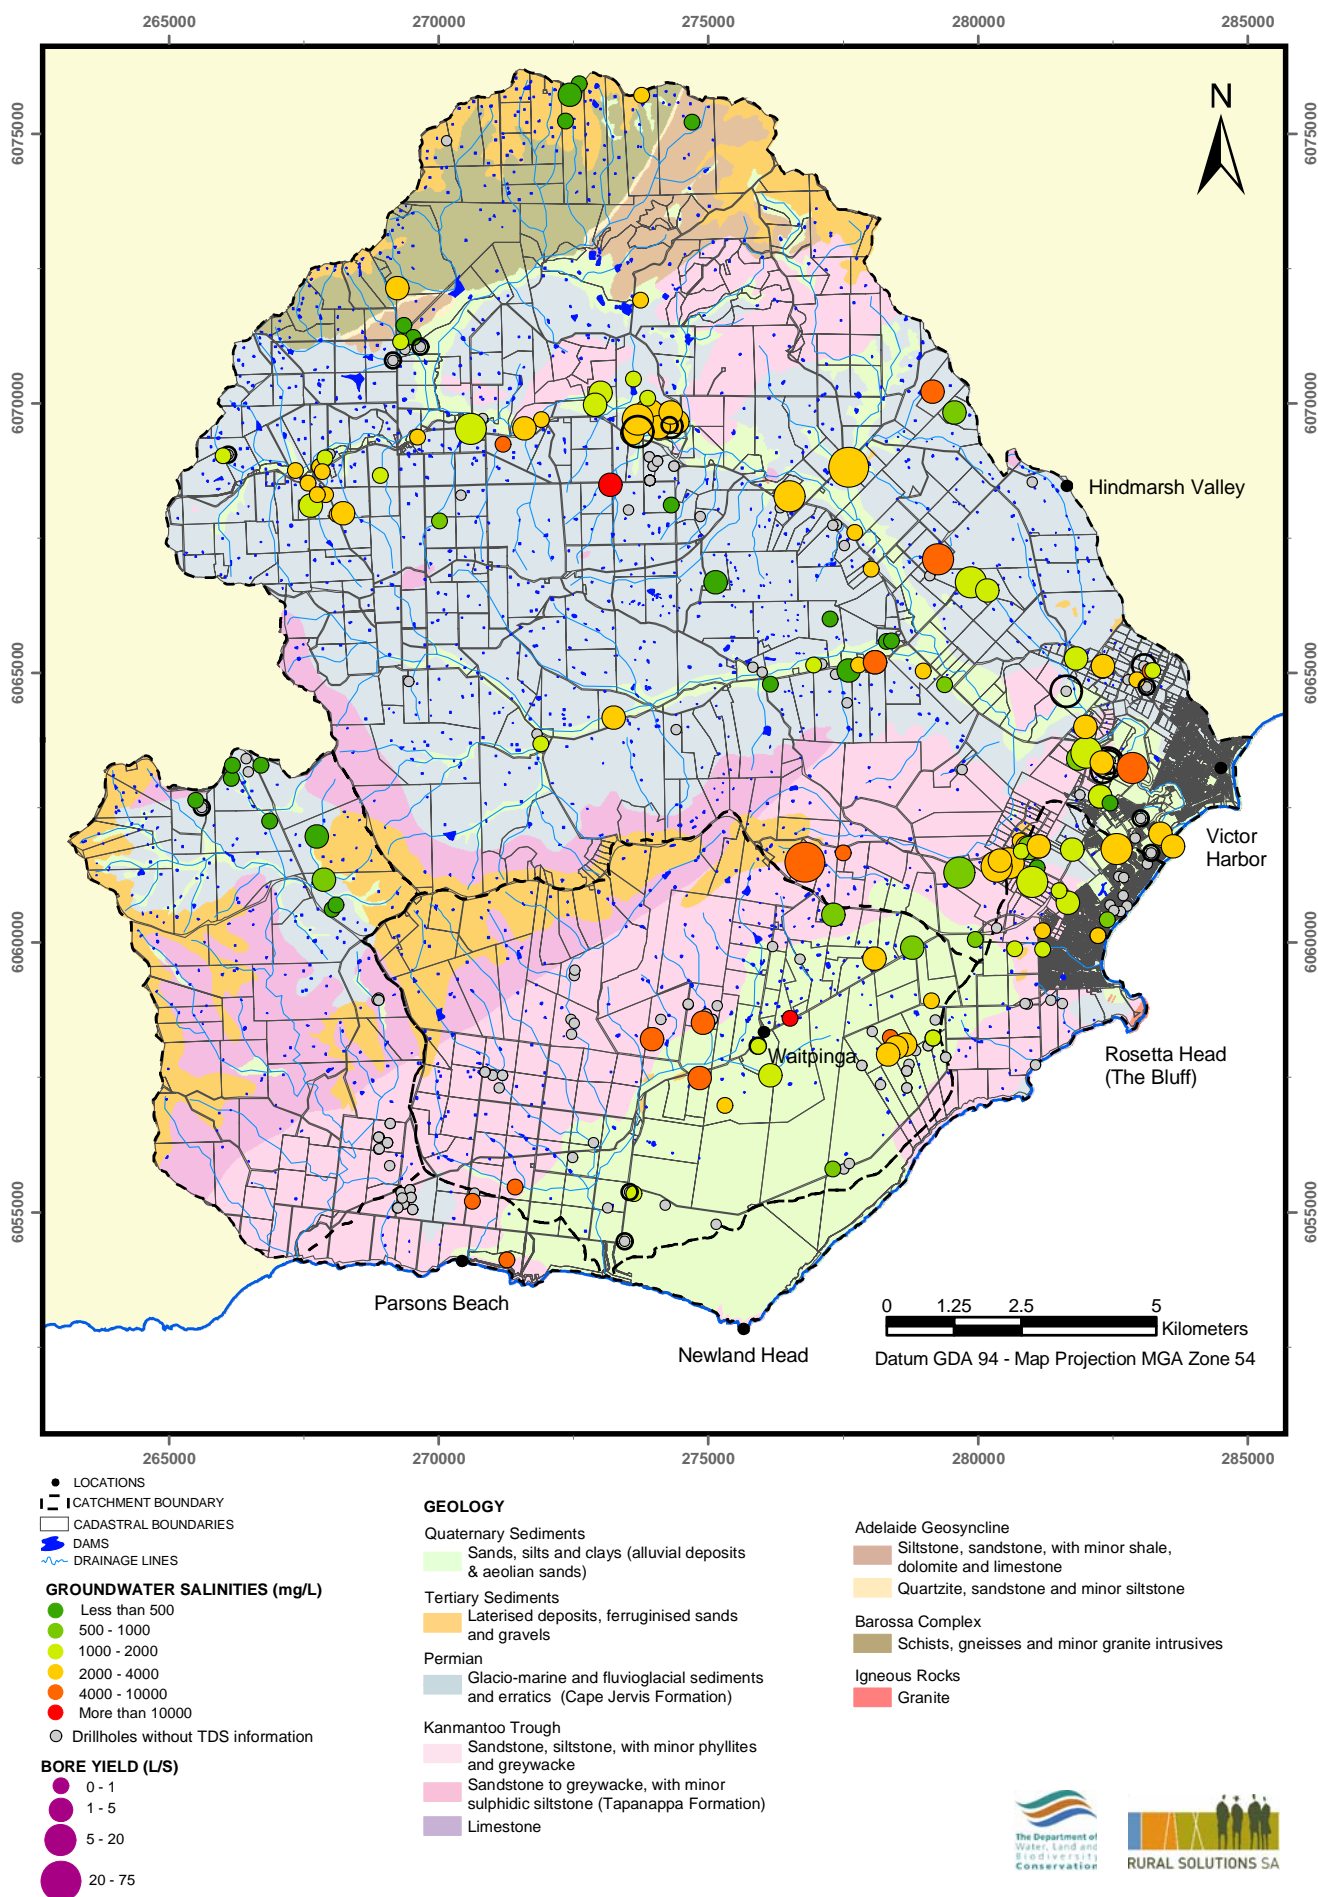 265000
270000
275000
280000
285000
6075000
6075000
N
6070000
6070000
Hindmarsh Valley
6065000
6065000
Victor
Harbor
6060000
6060000
Waitpinga
Rosetta Head
(The Bluff)
6055000
6055000
Parsons Beach
Newland Head
0
1.25
2.5
5
Kilometers
Datum GDA 94 - Map Projection MGA Zone 54
265000
270000
275000
280000
285000
LOCATIONS
CATCHMENT BOUNDARY
CADASTRAL BOUNDARIES
DAMS
DRAINAGE LINES
GROUNDWATER SALINITIES (mg/L)
Less than 500
500 - 1000
1000 - 2000
2000 - 4000
4000 - 10000
More than 10000
Drillholes without TDS information
BORE YIELD (L/S)
0 - 1
1 - 5
5 - 20
20 - 75
GEOLOGY
Quaternary Sediments
Sands, silts and clays (alluvial deposits
& aeolian sands)
Tertiary Sediments
Laterised deposits, ferruginised sands
and gravels
Permian
Glacio-marine and fluvioglacial sediments
and erratics (Cape Jervis Formation)
Kanmantoo Trough
Sandstone, siltstone, with minor phyllites
and greywacke
Sandstone to greywacke, with minor
sulphidic siltstone (Tapanappa Formation)
Limestone
Adelaide Geosyncline
Siltstone, sandstone, with minor shale,
dolomite and limestone
Quartzite, sandstone and minor siltstone
Barossa Complex
Schists, gneisses and minor granite intrusives
Igneous Rocks
Granite
The Department of
Water, Land and
Biodiversity
Conservation
RURAL SOLUTIONS SA